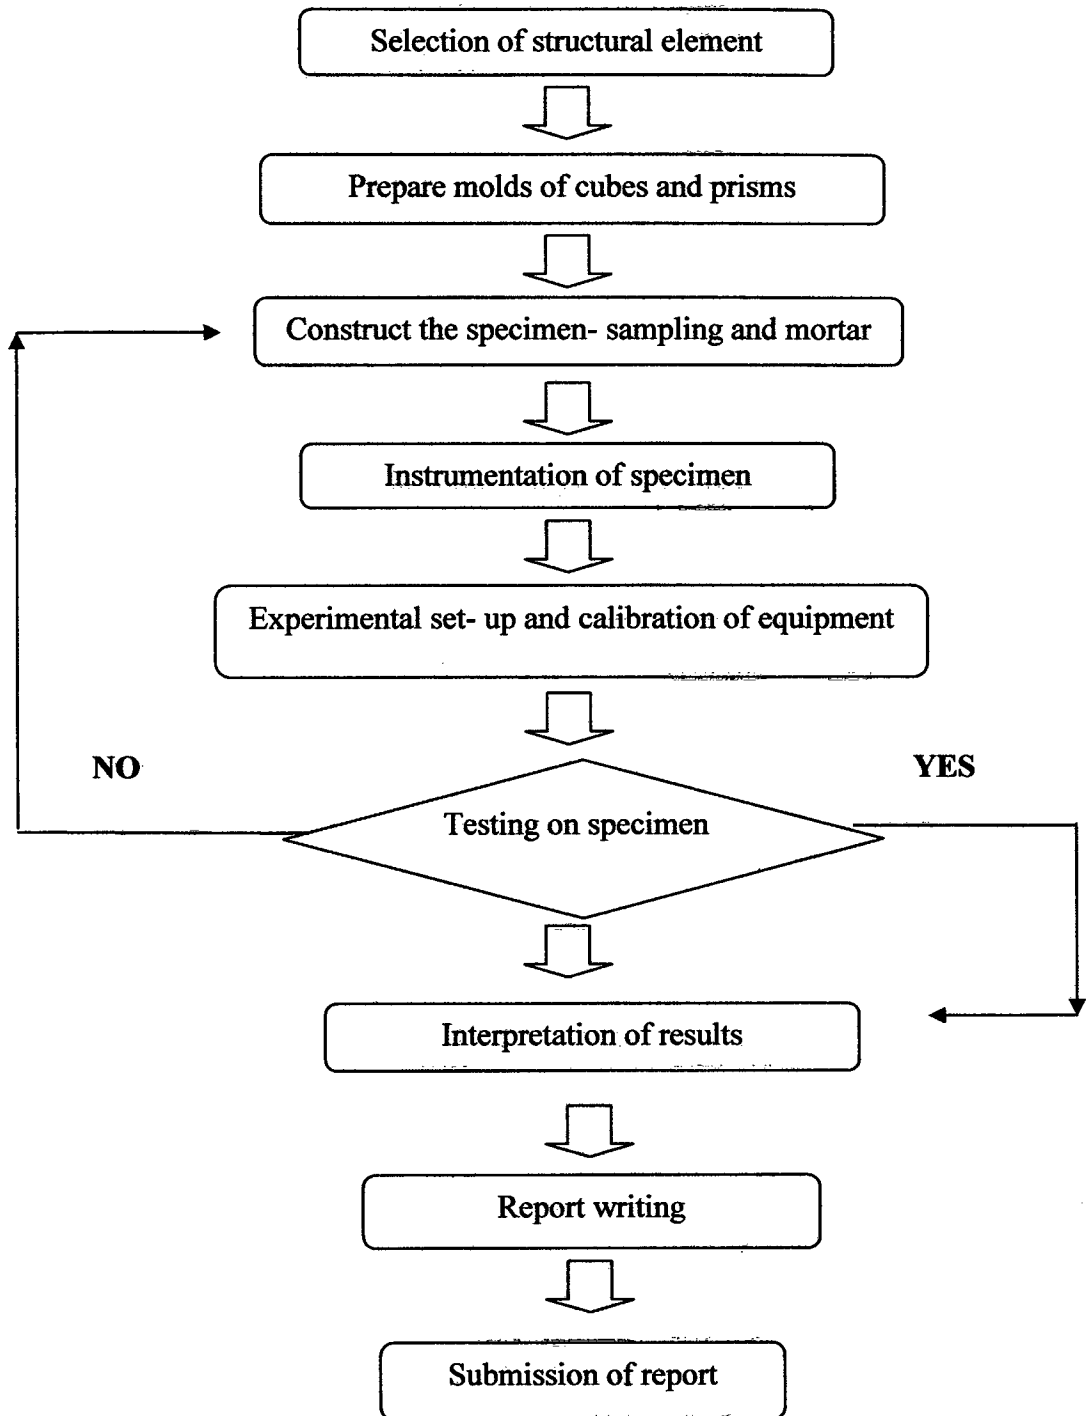 Selection of structural element
Prepare molds of cubes and prisms
Construct the specimen- sampling and mortar
Instrumentation of specimen
Experimental set- up and calibration of equipment
NO
YES
Testing on specimen
Interpretation of results
Report writing
Submission of report